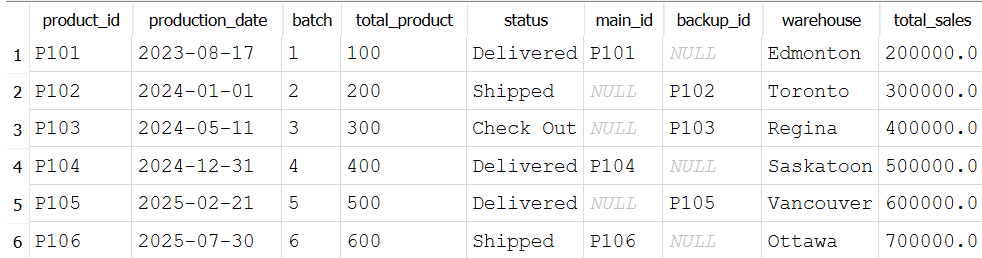 product_id production_date batch total_product status main_id backup_id warehouse total_sales
1 P101 2023-08-17 1 100 Delivered P101 NULL Edmonton 200000.0
2 P102 2024-01-01 2 200 Shipped NULL P102 Toronto 300000.0
3 P103 2024-05-11 3 300 Check Out NULL P103 Regina 400000.0
4 P104 2024-12-31 4 400 Delivered P104 NULL Saskatoon 500000.0
5 P105 2025-02-21 5 500 Delivered NULL P105 Vancouver 600000.0
6 P106 2025-07-30 6 600 Shipped P106 NULL Ottawa 700000.0